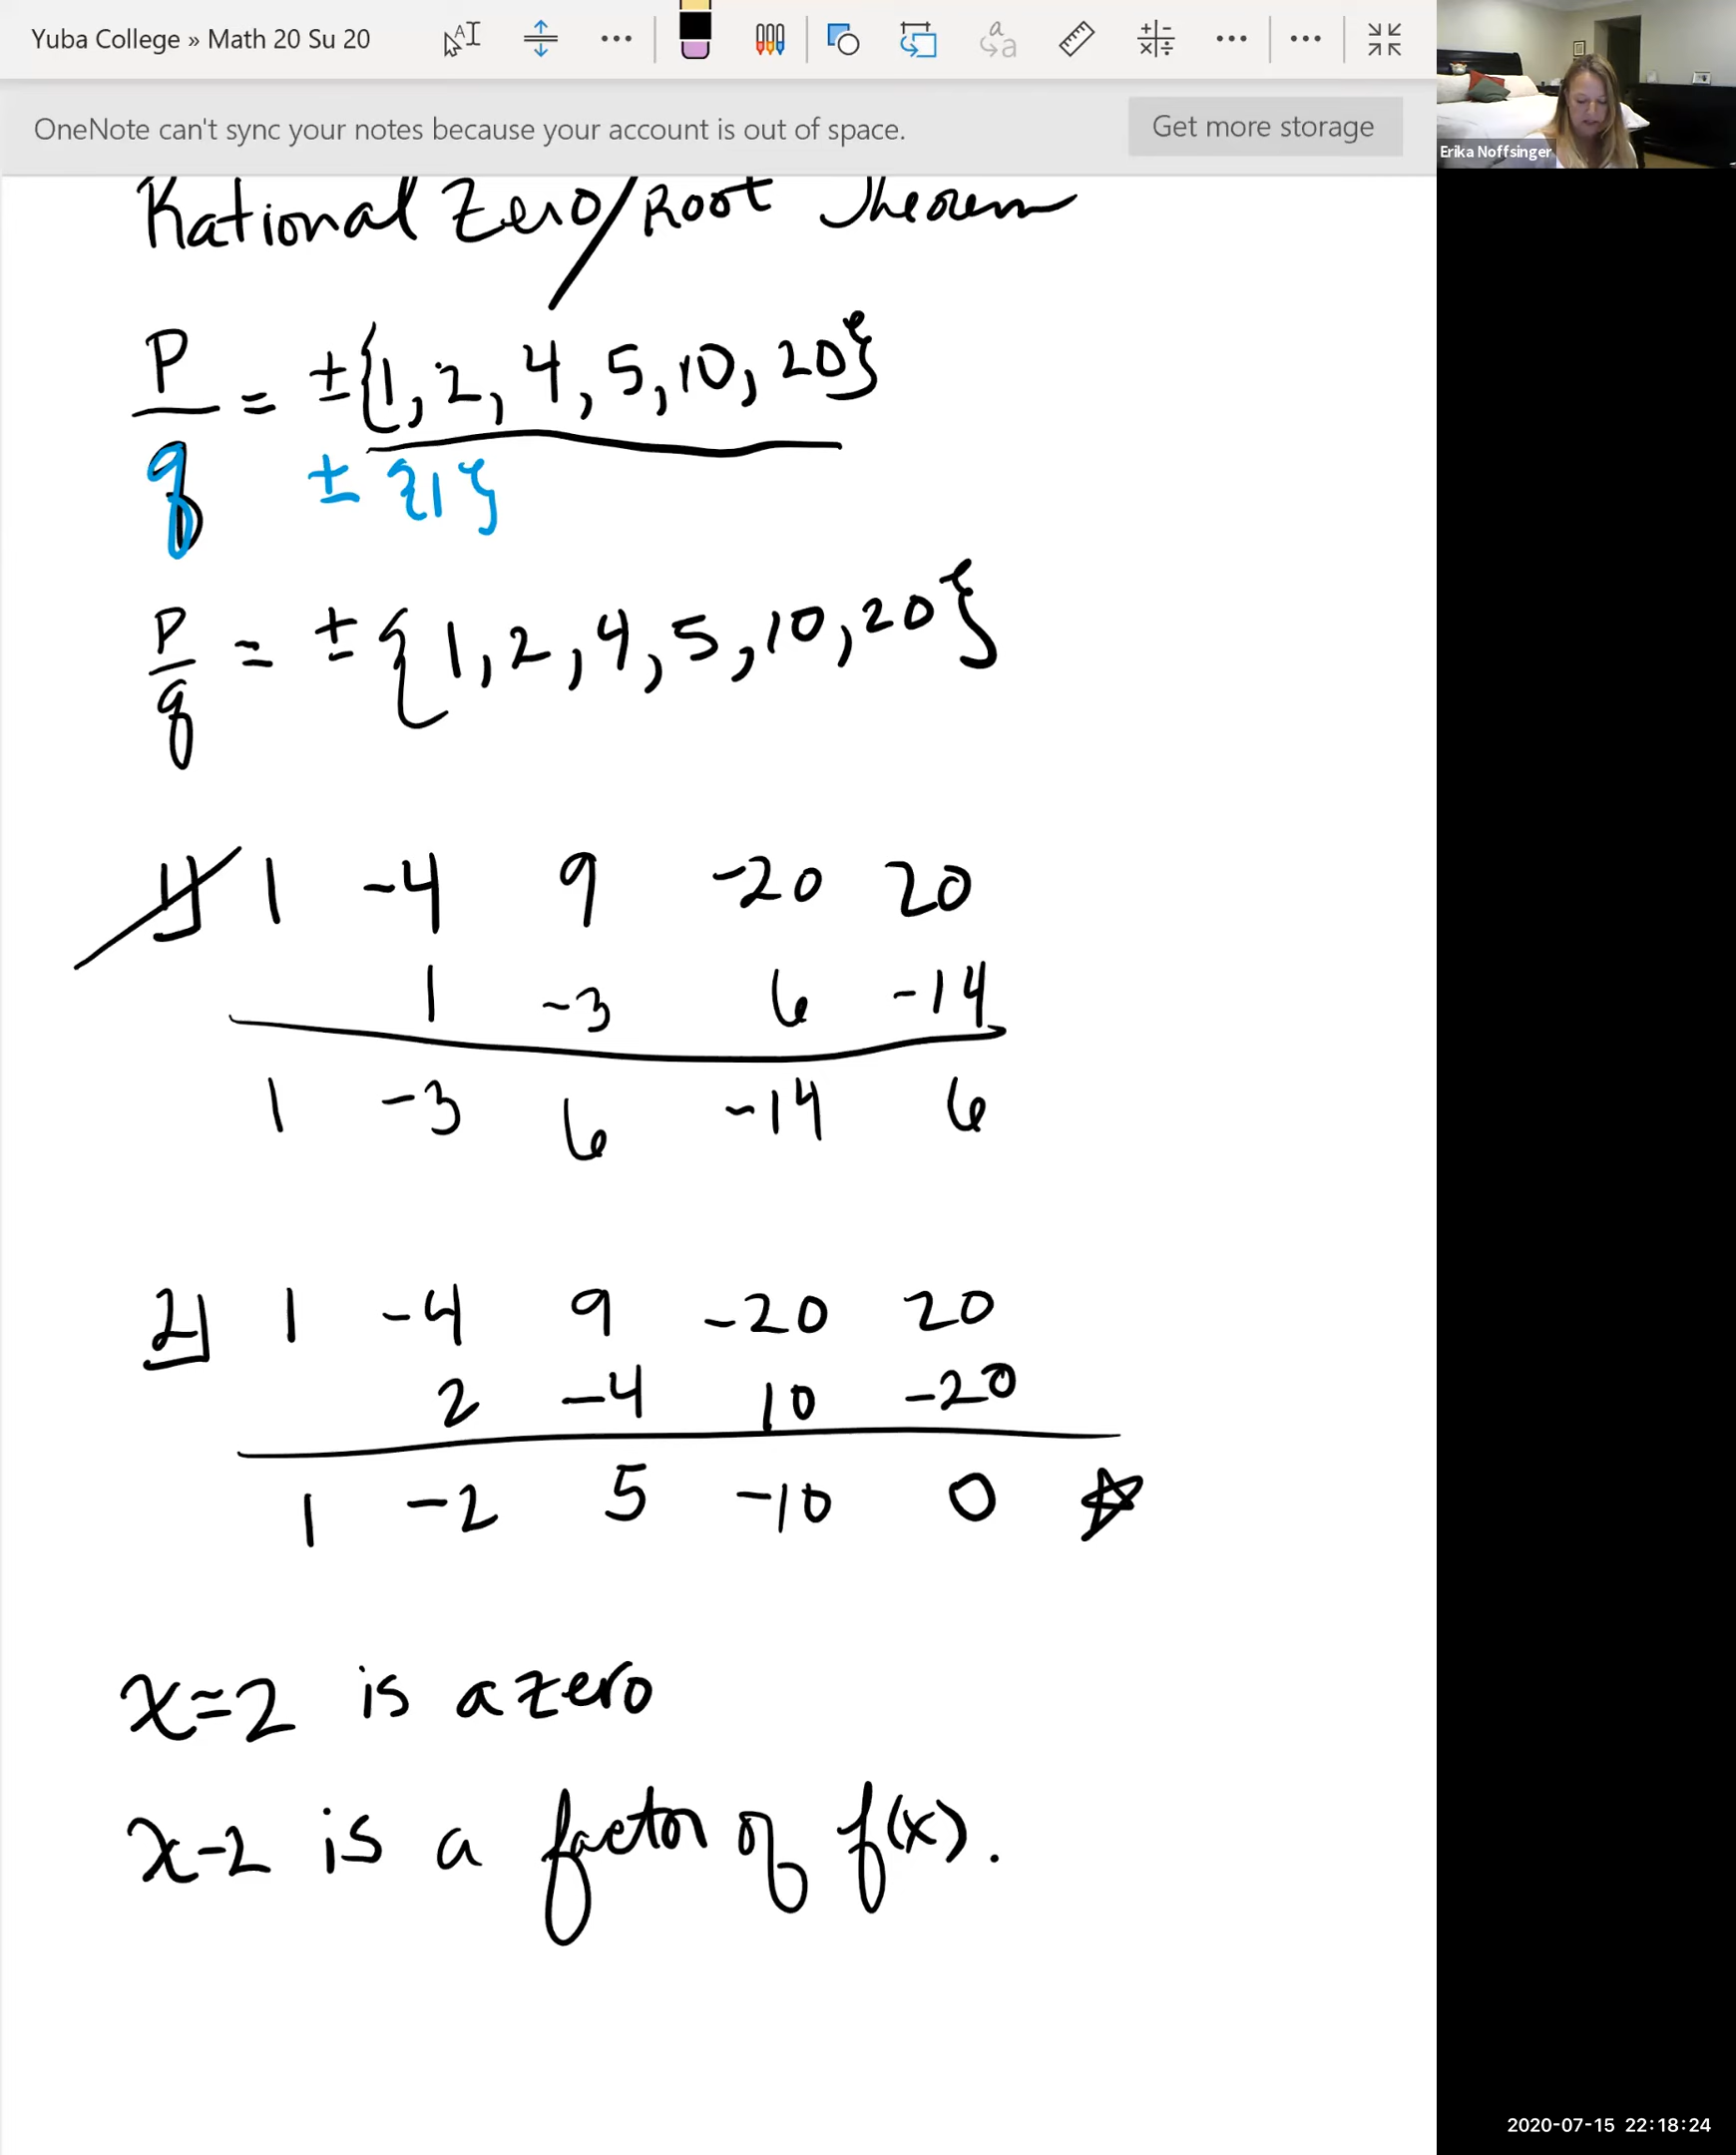 Yuba College » Math 20 Su 20
OneNote can't sync your notes because your account is out of space.
Get more storage
Erika Noffsinger
Rational Zero/Root Theorem
P/q = ±{1, 2, 4, 5, 10, 20}
± {1}
P/q = ± {1, 2, 4, 5, 10, 20}
1 1 -4 9 -20 20
1 -3 6 -14
1 -3 6 -14 6
2 1 -4 9 -20 20
2 -4 10 -20
1 -2 5 -10 0 ☆
x=2 is a zero
x-2 is a factor of f(x).
2020-07-15 22:18:24